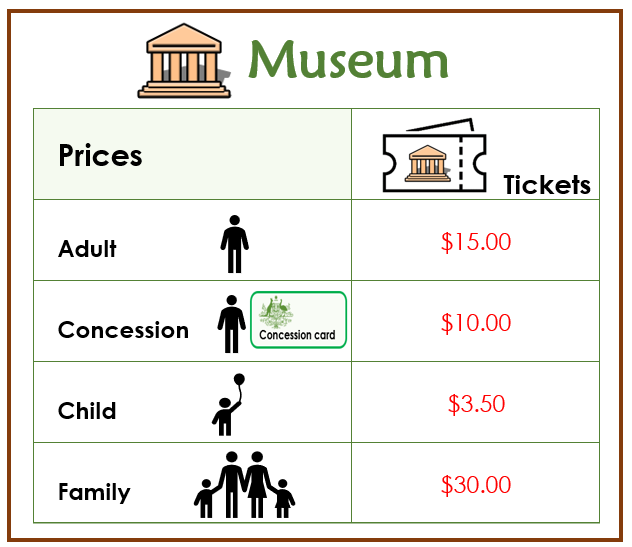 Museum
Prices
Tickets
Adult
$15.00
Concession
Concession card
$10.00
Child
$3.50
Family
$30.00